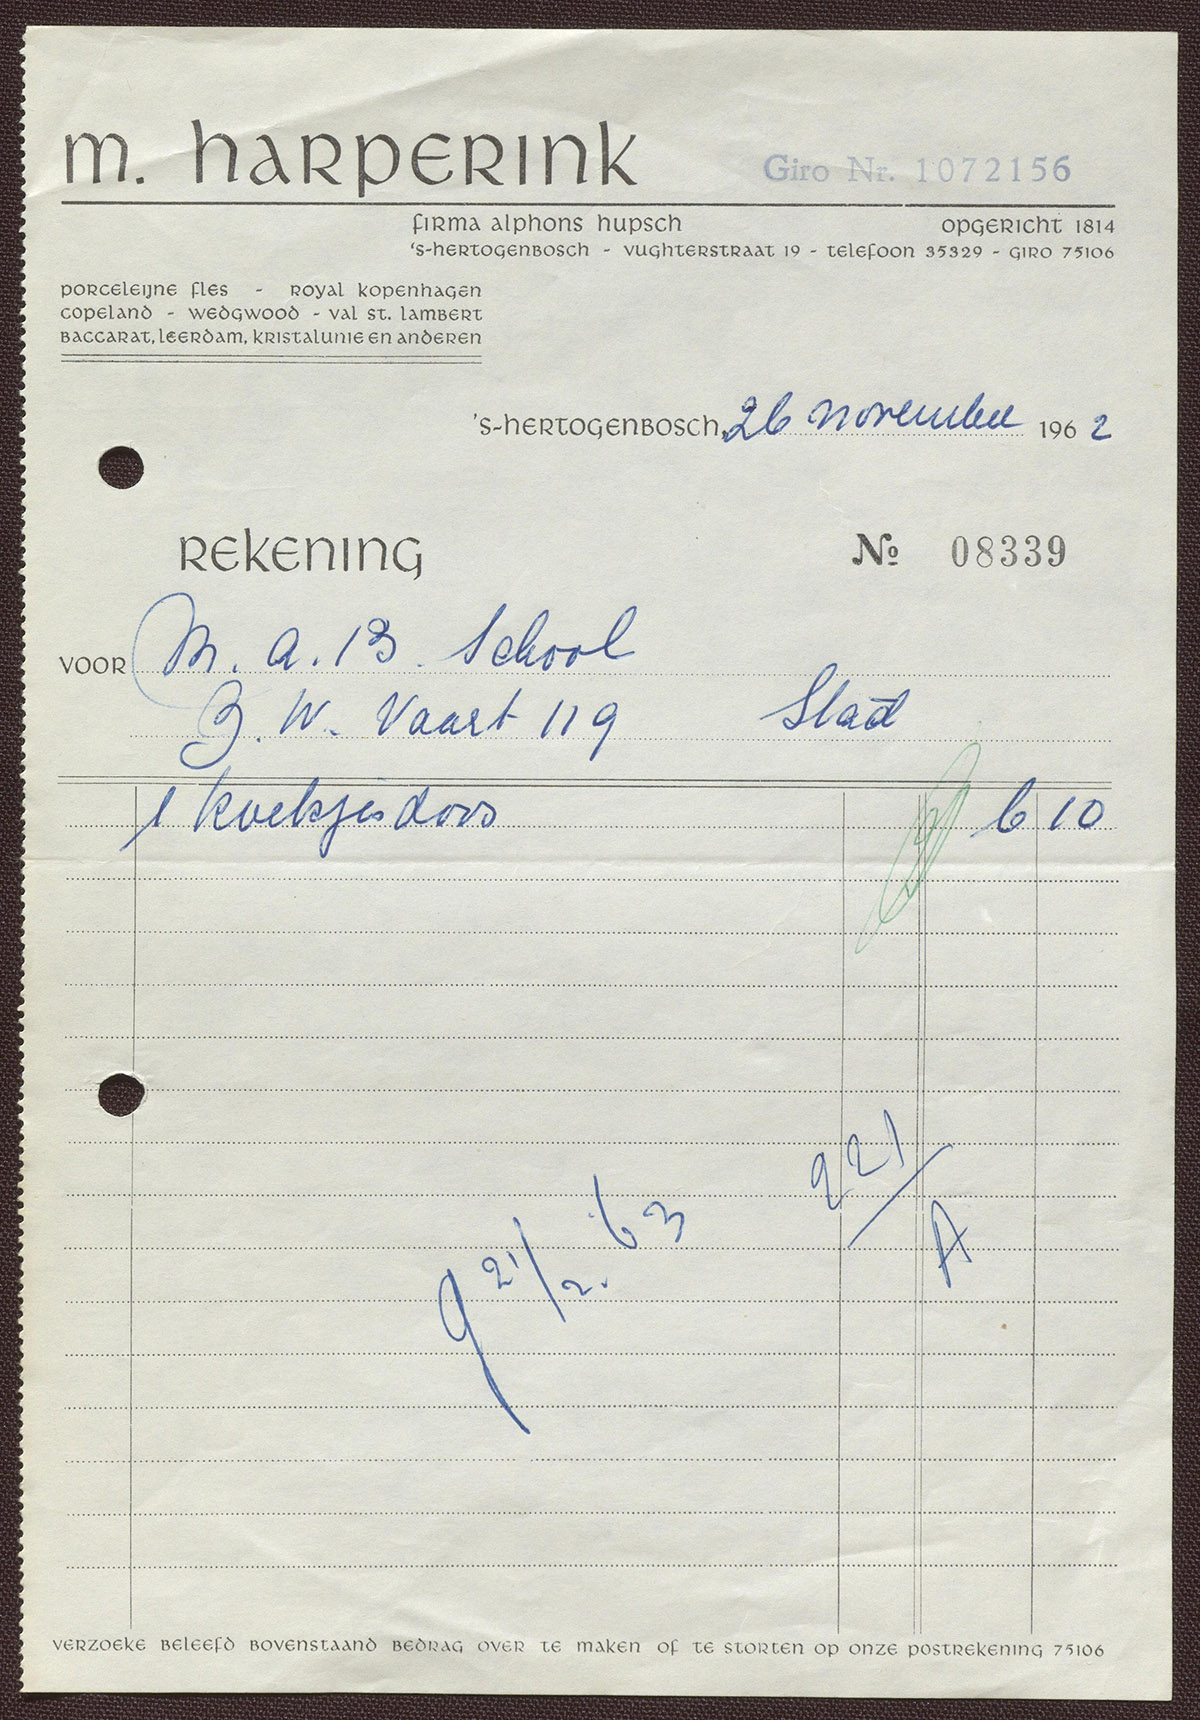 m. harperink
Giro Nr. 1072156
firma alphons hupsch opgericht 1814
's-hertogenbosch - vughterstraat 19 - telefoon 35329 - giro 75106
porceleijne fles - royal kopenhagen
copeland - wedgwood - val st. lambert
baccarat, leerdam, kristalunie en anderen
's-hertogenbosch, 26 november 1962
rekening № 08339
voor M.A.B. School
Z.W. Vaart 119 Stad
1 koekjesdoos 6 10
221/A
21/2.63
verzoeke beleefd bovenstaand bedrag over te maken of te storten op onze postrekening 75106